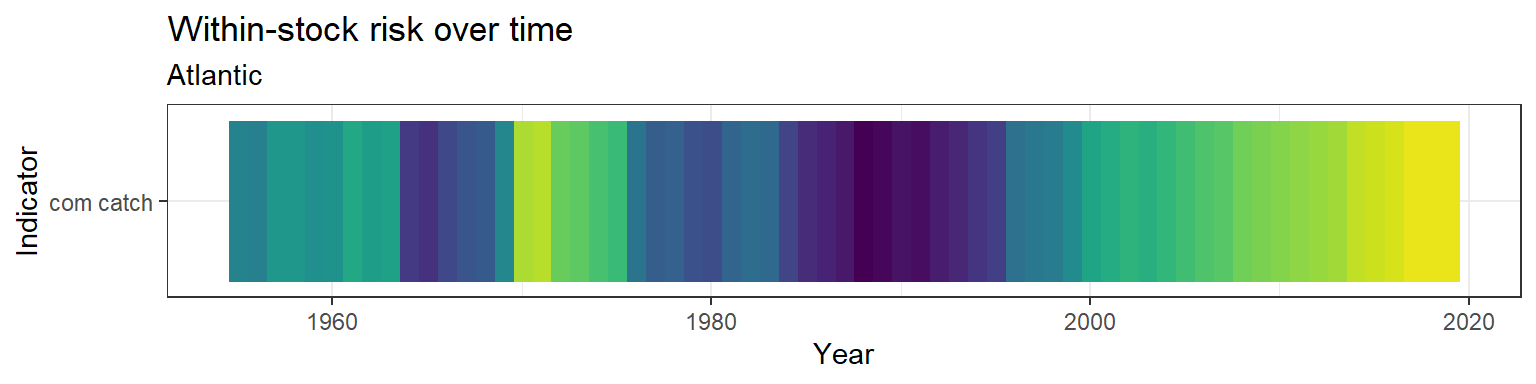 Within-stock risk over time
Atlantic
Indicator
com catch
1960 1980 2000 2020
Year